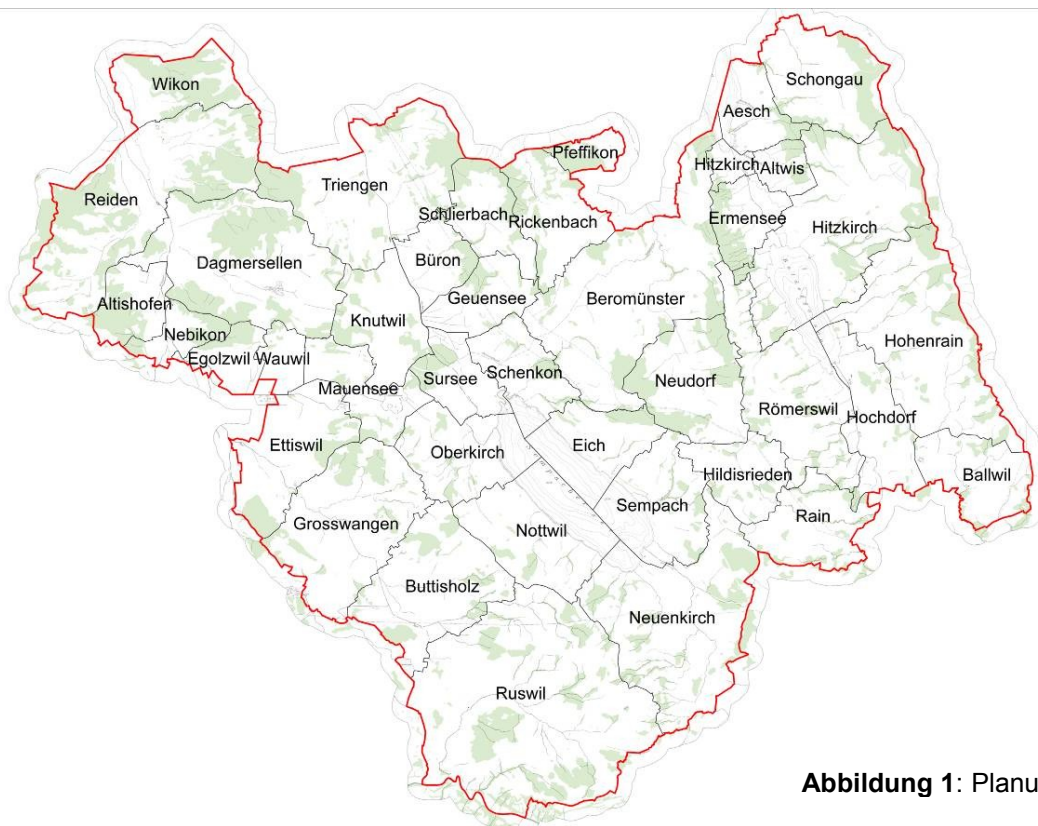 Wikon
Schongau
Aesch
Pfeffikon
Hitzkirch
Altwis
Triengen
Reiden
Schlierbach
Rickenbach
Ermensee
Hitzkirch
Büron
Dagmersellen
Geuensee
Beromünster
Altishofen
Knutwil
Nebikon
Hohenrain
Egolzwil
Wauwil
Schenkon
Sursee
Neudorf
Mauensee
Römerswil
Hochdorf
Ettiswil
Oberkirch
Eich
Hildisrieden
Ballwil
Sempach
Rain
Grosswangen
Nottwil
Buttisholz
Neuenkirch
Ruswil
Abbildung 1: Planu